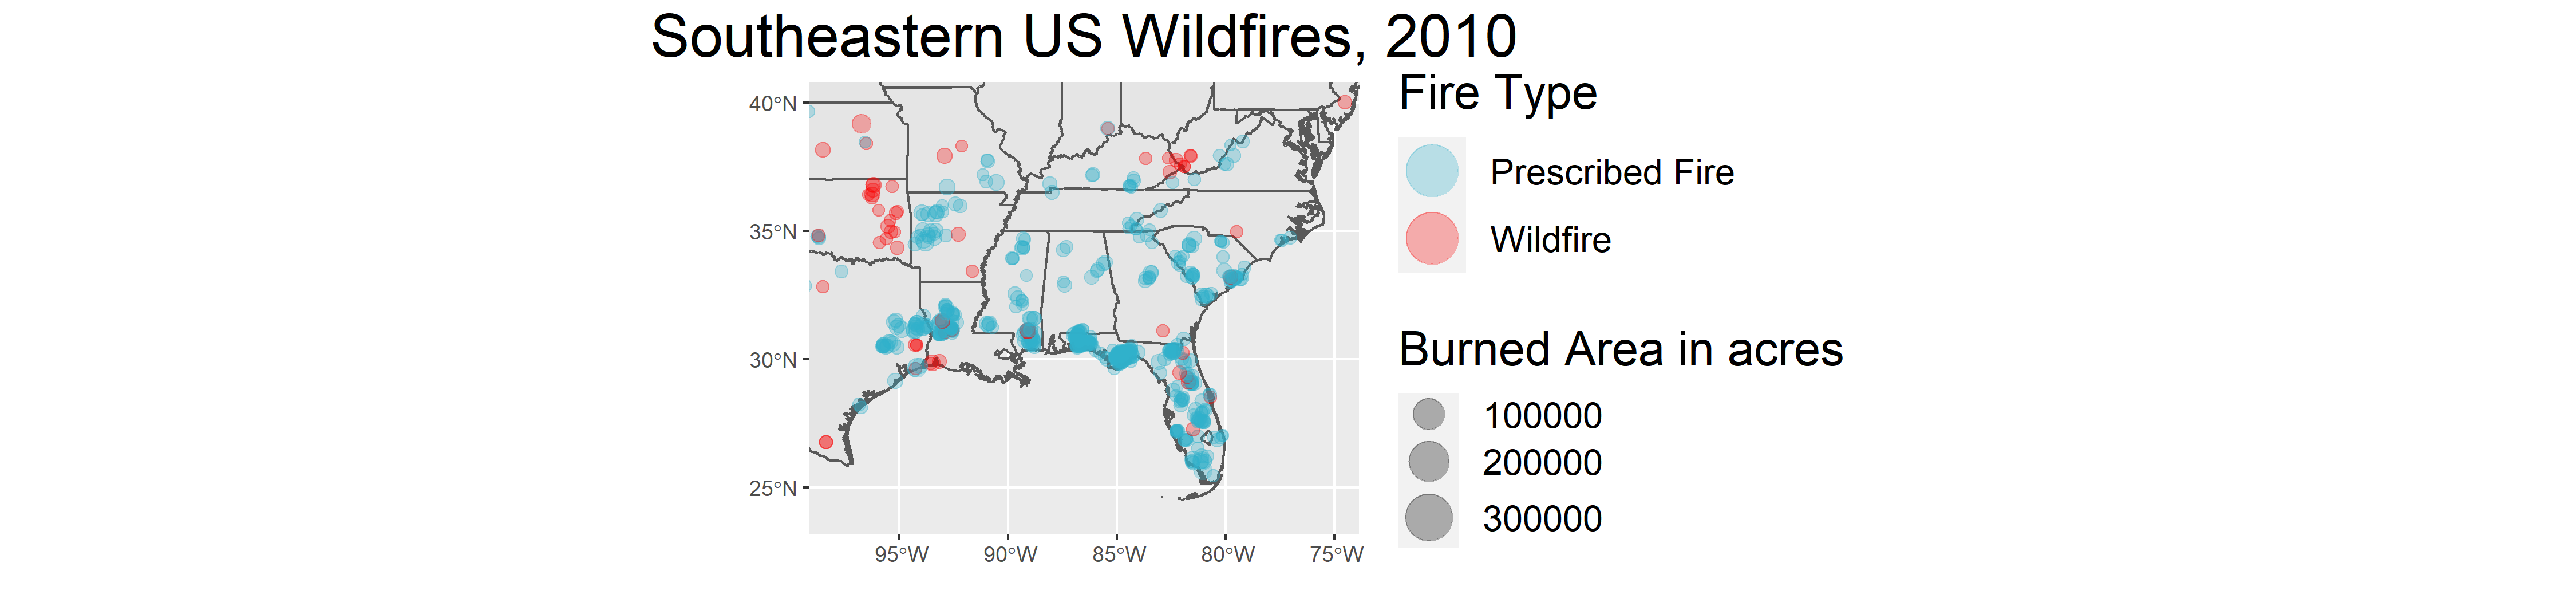 Southeastern US Wildfires, 2010
40°N
35°N
30°N
25°N
95°W 90°W 85°W 80°W 75°W
Fire Type
Prescribed Fire
Wildfire
Burned Area in acres
100000
200000
300000